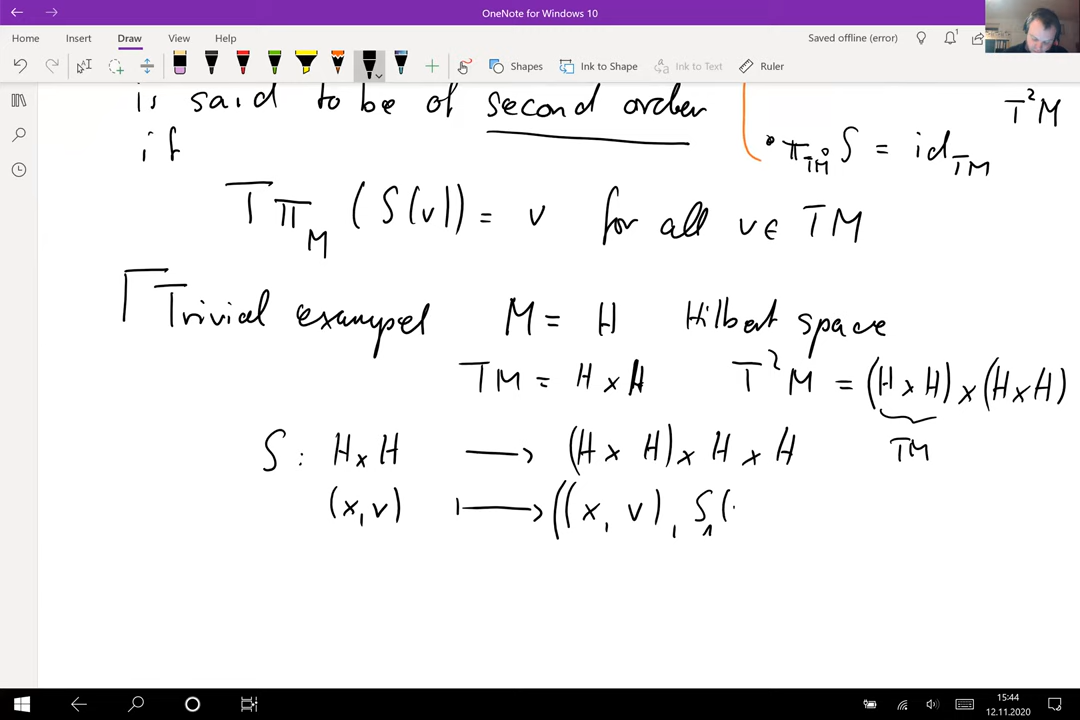 OneNote for Windows 10
Home Insert Draw View Help Saved offline (error)
Shapes Ink to Shape Ink to Text Ruler
is said to be of second order
if
T²M
• π_TM ∘ S = id_TM
Tπ_M (S(v)) = v for all v ∈ TM
Trivial exampel M = H Hilbert space
TM = H × H T²M = (H × H) × (H × H)
TM
S : H × H ⟶ (H × H) × H × H
(x, v) ⟼ ((x, v), S₁(
15:44
12.11.2020